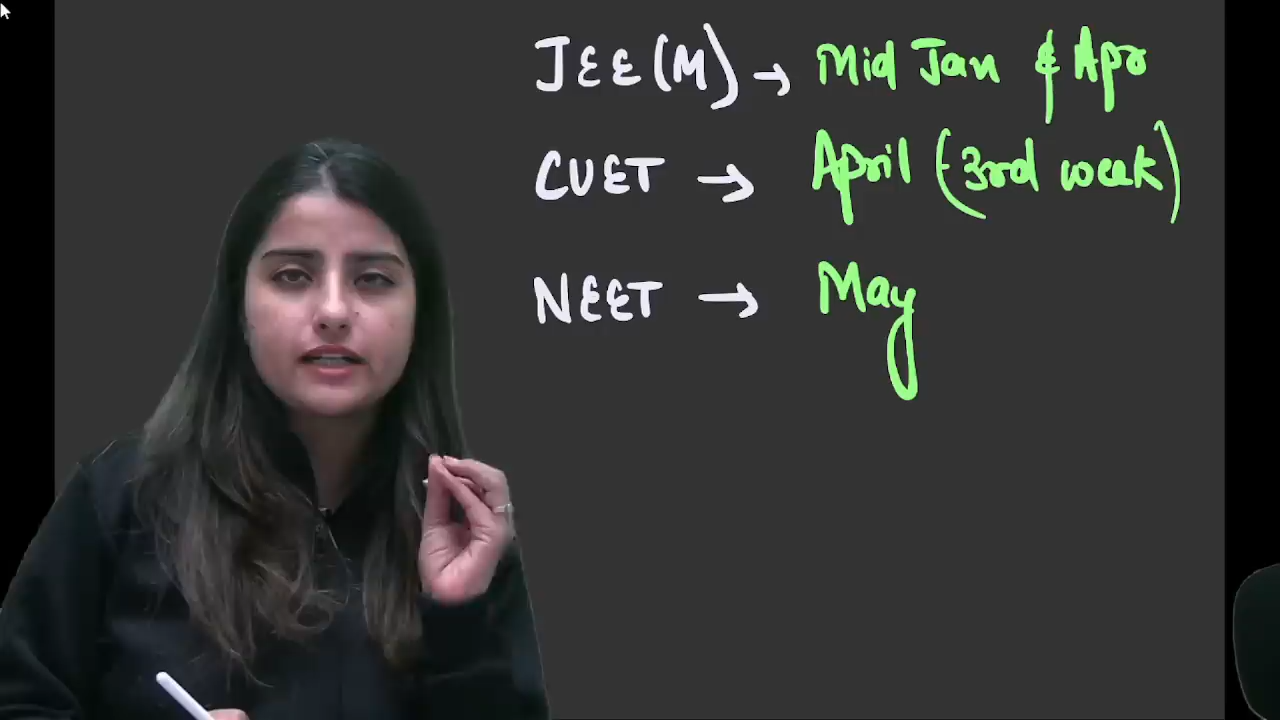 JEE (M) → Mid Jan & Apr
CUET → April (3rd week)
NEET → May